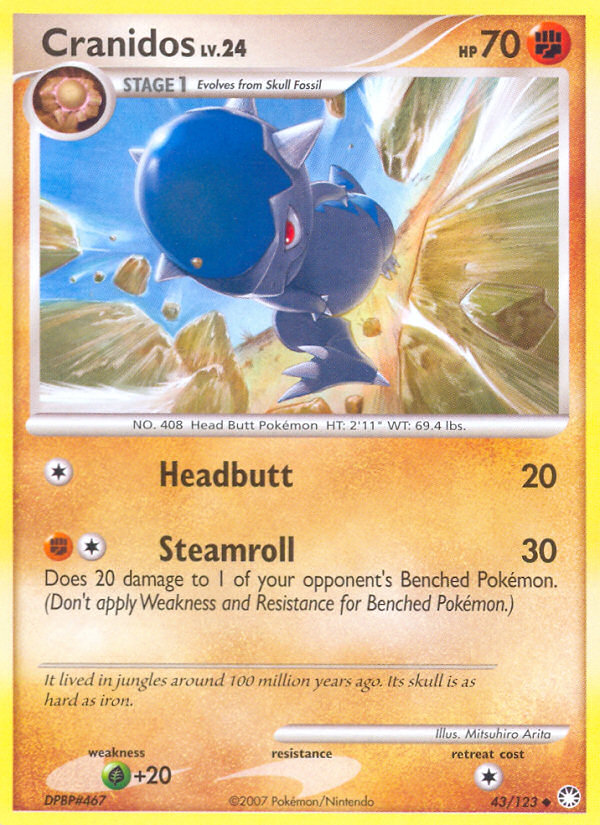 Cranidos LV.24
HP 70
STAGE 1 Evolves from Skull Fossil
NO. 408 Head Butt Pokémon HT: 2'11" WT: 69.4 lbs.
Headbutt 20
Steamroll 30
Does 20 damage to 1 of your opponent's Benched Pokémon.
(Don't apply Weakness and Resistance for Benched Pokémon.)
It lived in jungles around 100 million years ago. Its skull is as
hard as iron.
Illus. Mitsuhiro Arita
weakness resistance retreat cost
+20
DPBP#467 ©2007 Pokémon/Nintendo 43/123